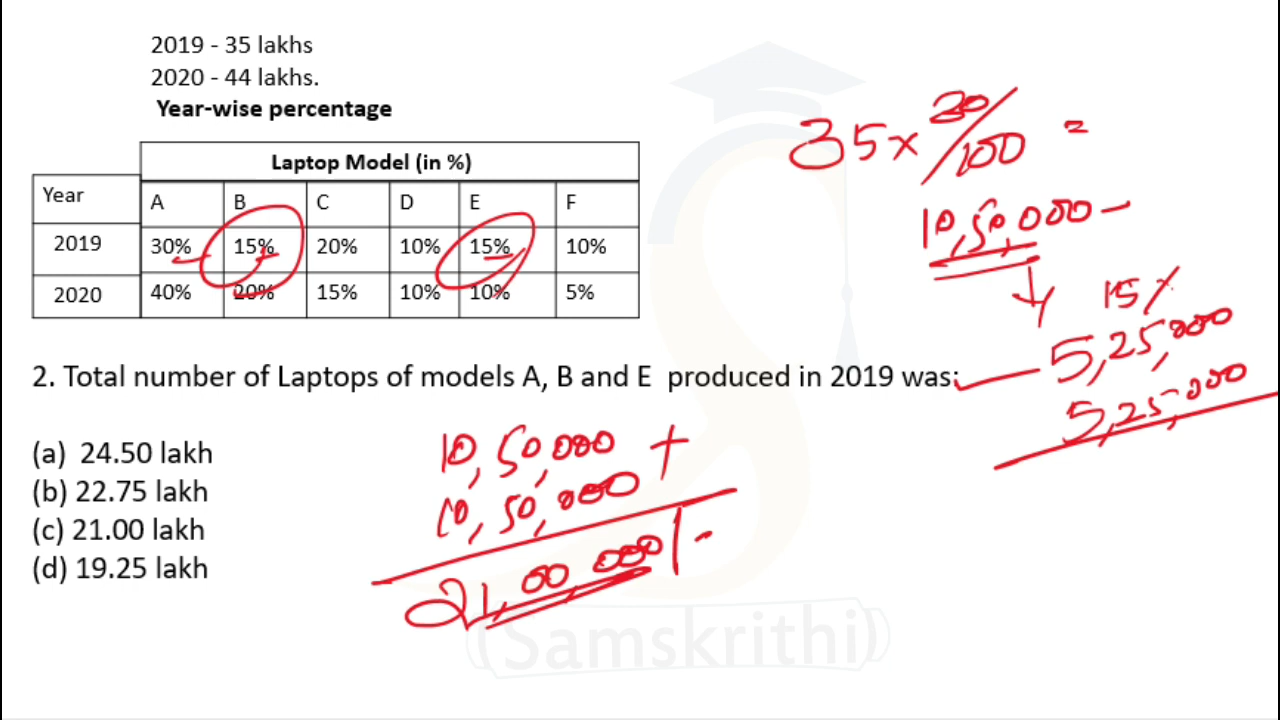 2019 - 35 lakhs
2020 - 44 lakhs.
Year-wise percentage
Laptop Model (in %)
Year A B C D E F
2019 30% 15% 20% 10% 15% 10%
2020 40% 20% 15% 10% 10% 5%
35 x 30/100 =
10,50,000 -
15%
5,25,000
5,25,000
2. Total number of Laptops of models A, B and E produced in 2019 was:
(a) 24.50 lakh
(b) 22.75 lakh
(c) 21.00 lakh
(d) 19.25 lakh
10,50,000 +
10,50,000
21,00,000/-
(Samskrithi)